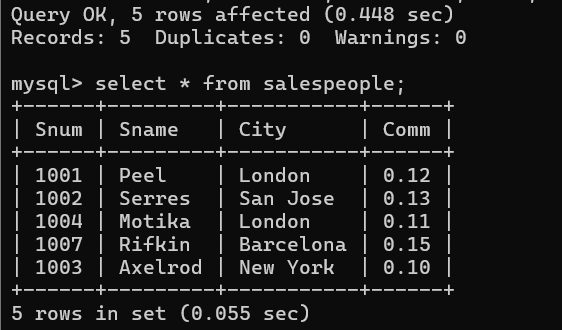 Query OK, 5 rows affected (0.448 sec)
Records: 5  Duplicates: 0  Warnings: 0

mysql> select * from salespeople;
+------+---------+-----------+------+
| Snum | Sname   | City      | Comm |
+------+---------+-----------+------+
| 1001 | Peel    | London    | 0.12 |
| 1002 | Serres  | San Jose  | 0.13 |
| 1004 | Motika  | London    | 0.11 |
| 1007 | Rifkin  | Barcelona | 0.15 |
| 1003 | Axelrod | New York  | 0.10 |
+------+---------+-----------+------+
5 rows in set (0.055 sec)